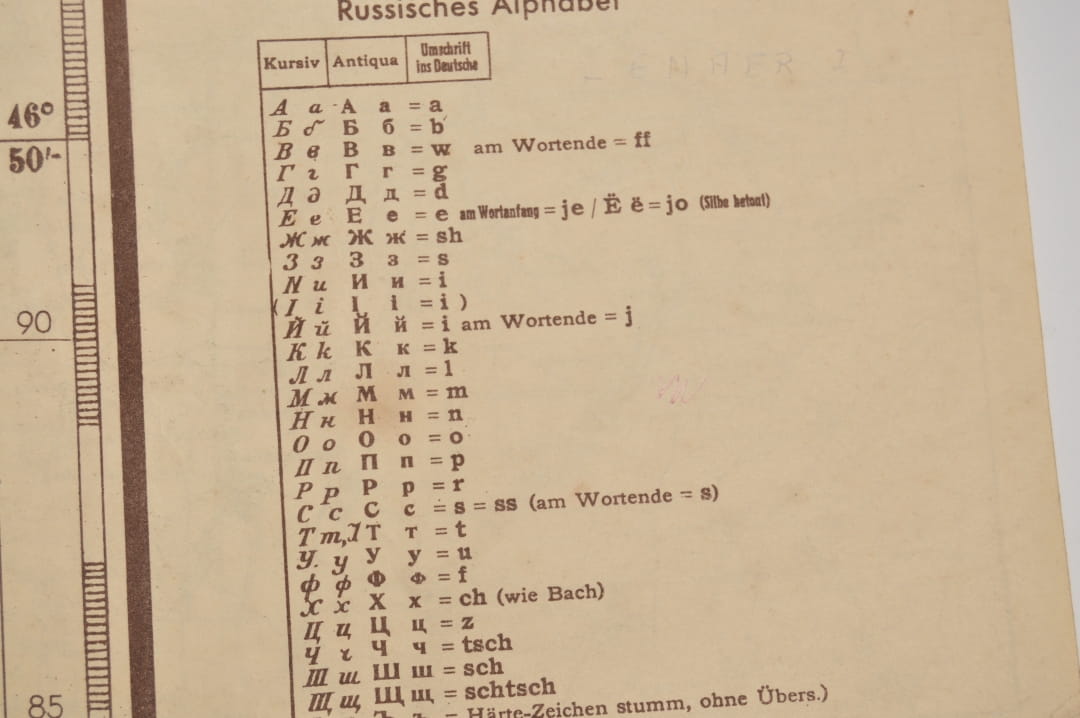 Russisches Alphabet
Kursiv Antiqua Umschrift ins Deutsche
А а А а = a
Б б Б б = b
В в В в = w am Wortende = ff
Г г Г г = g
Д д Д д = d
Е е Е е = e am Wortanfang = je / Ё ё = jo (Silbe betont)
Ж ж Ж ж = sh
З з З з = s
И и И и = i
(І і І і = i )
Й й Й й = i am Wortende = j
К k К к = k
Л л Л л = l
М м М м = m
Н н Н н = n
О о О о = o
П п П п = p
Р р Р р = r
С с С с = s = ss (am Wortende = s)
Т т, Т Т т = t
У. у У у = u
Ф ф Ф ф = f
Х х Х х = ch (wie Bach)
Ц ц Ц ц = z
Ч ч Ч ч = tsch
Ш ш Ш ш = sch
Щ щ Щ щ = schtsch
Ъ ъ = Härte-Zeichen stumm, ohne Übers.)
46°
50'-
90
85